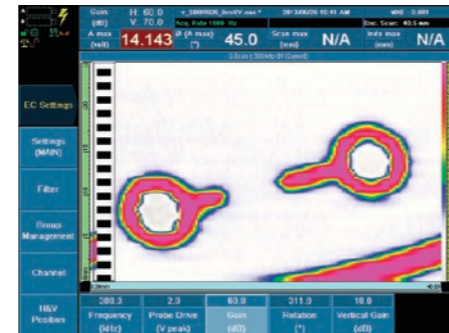 Gain: H: 60.0
(dB) V: 70.0 Acq. Rate 1000 Hz
2013/06/26 10:11 AM
Enc. Scan: 40.5 mm
A max
(volt)
14.143
Ø (A max)
(°)
45.0
Scan max
(mm)
N/A
Indx max
(mm)
N/A
EC Settings
Settings
(MAIN)
Filter
Group
Management
Channel
H&V
Position
300.3 2.0 60.0 311.0 10.0
Frequency Probe Drive Gain Rotation Vertical Gain
(kHz) (V peak) (dB) (°) (dB)